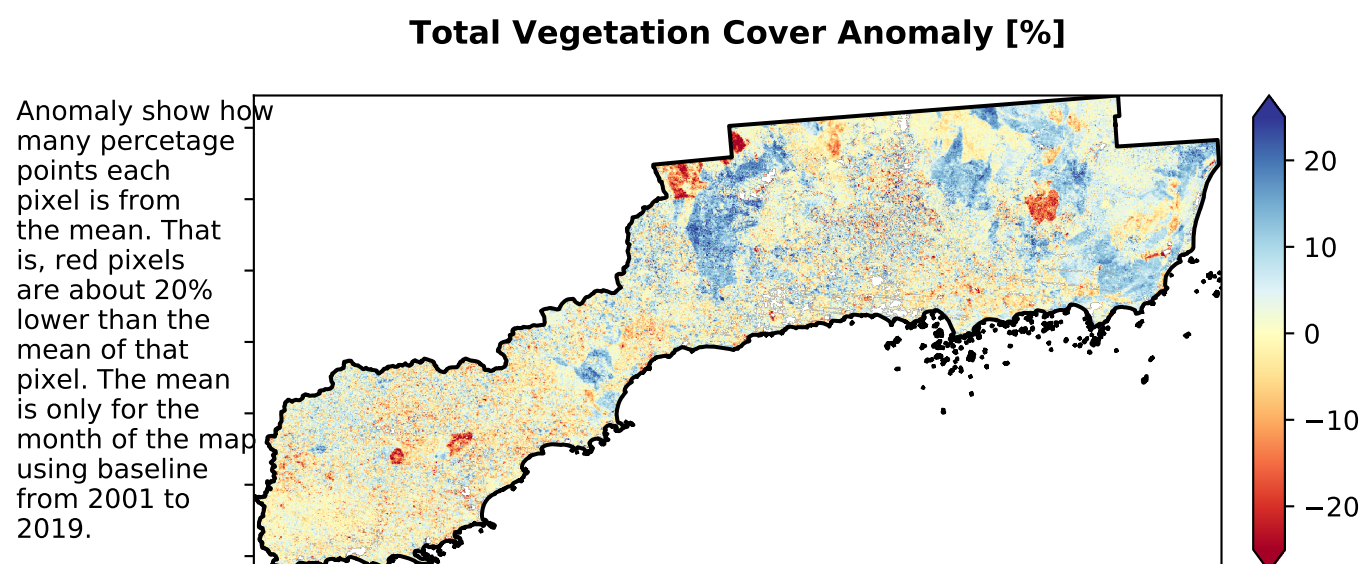 Total Vegetation Cover Anomaly [%]
Anomaly show how
many percetage
points each
pixel is from
the mean. That
is, red pixels
are about 20%
lower than the
mean of that
pixel. The mean
is only for the
month of the map
using baseline
from 2001 to
2019.
20
10
0
−10
−20